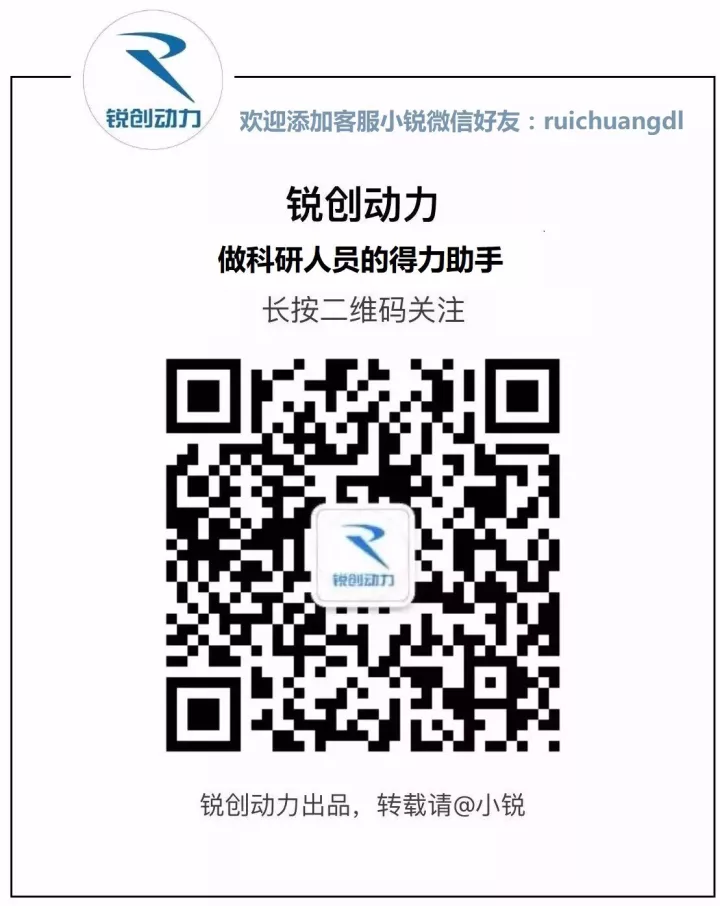 锐创动力
欢迎添加客服小锐微信好友：ruichuangdl
锐创动力
做科研人员的得力助手
长按二维码关注
锐创动力
锐创动力出品，转载请@小锐